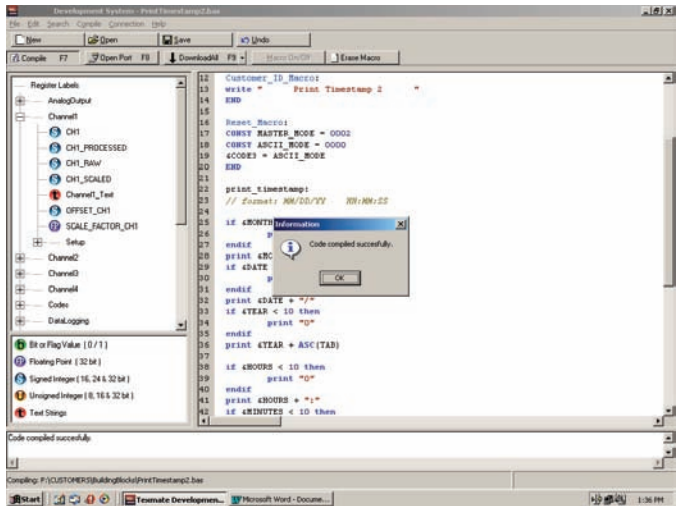 Development System - PrintTimestamp2.bas
File Edit Search Compile Connection Help
New Open Save Undo
Compile F7 Open Port F8 DownloadAll F9 Macro On/Off Erase Macro
Register Labels
AnalogOutput
Channel1
CH1
CH1_PROCESSED
CH1_RAW
CH1_SCALED
Channel1_Text
OFFSET_CH1
SCALE_FACTOR_CH1
Setup
Channel2
Channel3
Channel4
Codes
DataLogging
Bit or Flag Value ( 0 / 1 )
Floating Point ( 32 bit )
Signed Integer ( 16, 24 & 32 bit )
Unsigned Integer ( 8, 16 & 32 bit )
Text Strings
12 Customer_ID_Macro:
13 write " Print Timestamp 2 "
14 END
15
16 Reset_Macro:
17 CONST MASTER_MODE = 0002
18 CONST ASCII_MODE = 0000
19 &CODE3 = ASCII_MODE
20 END
21
22 print_timestamp:
23 // format: MM/DD/YY HH:MM:SS
24
25 if &MONTH
26 p
27 endif
28 print &MO
29 if &DATE
30 p
31 endif
32 print &DATE + "/"
33 if &YEAR < 10 then
34 print "0"
35 endif
36 print &YEAR + ASC(TAB)
37
38 if &HOURS < 10 then
39 print "0"
40 endif
41 print &HOURS + ":"
42 if &MINUTES < 10 then
Information
Code compiled succesfully.
OK
Code compiled succesfully.
Compiling: P:\CUSTOMERS\BuildingBlocks\PrintTimestamp2.bas
Start Texmate Developmen... Microsoft Word - Docume... 1:36 PM